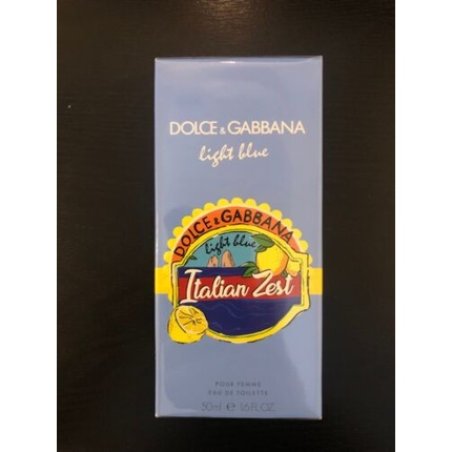 DOLCE & GABBANA
light blue
DOLCE & GABBANA
light blue
Italian Zest
POUR FEMME
EAU DE TOILETTE
50ml e 1.6 FL.OZ.